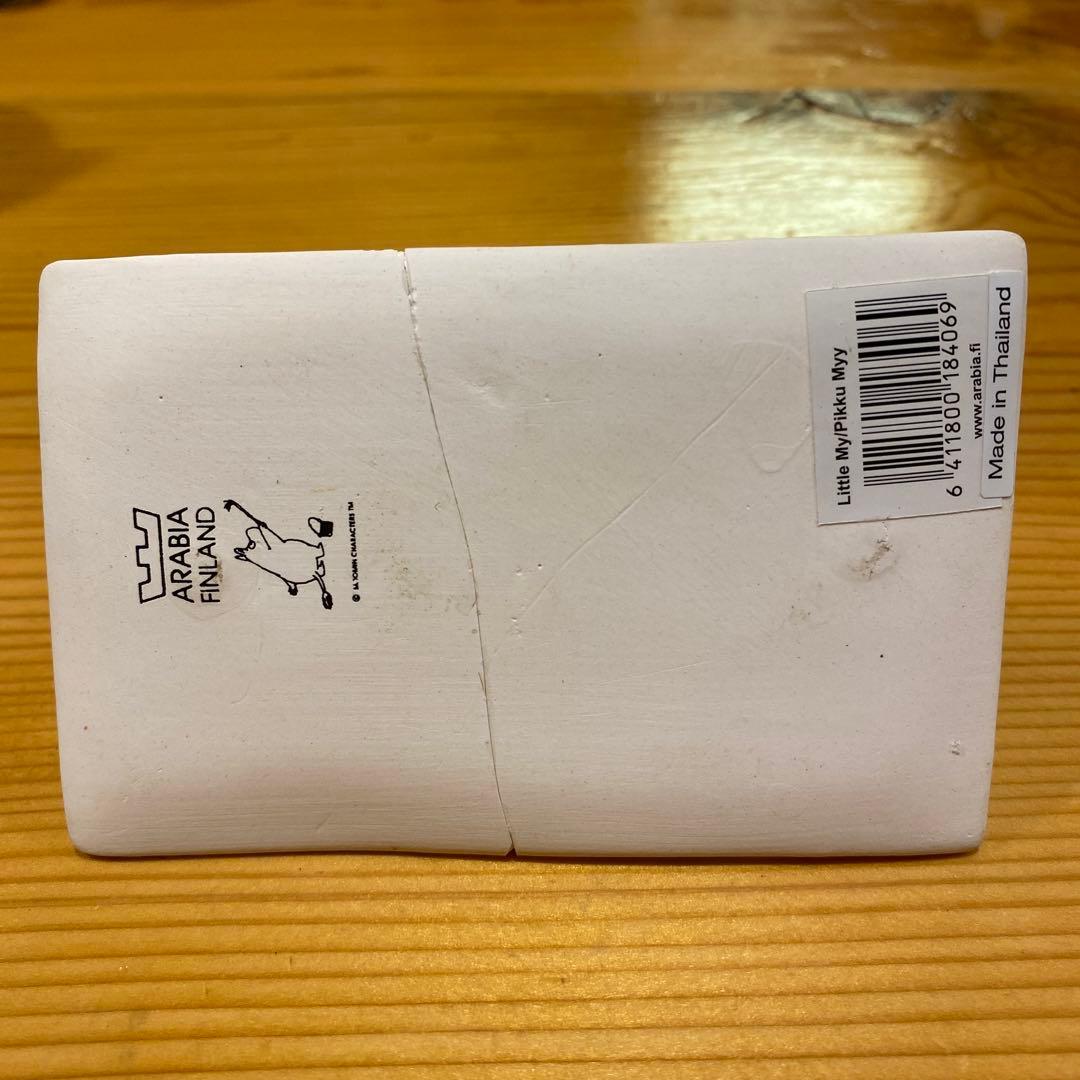 ARABIA
FINLAND
© MOOMIN CHARACTERS™
Little My/Pikku Myy
6 411800 184069
www.arabia.fi
Made in Thailand